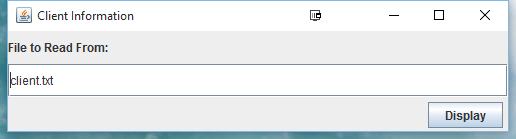 Client Information
File to Read From:
client.txt
Display